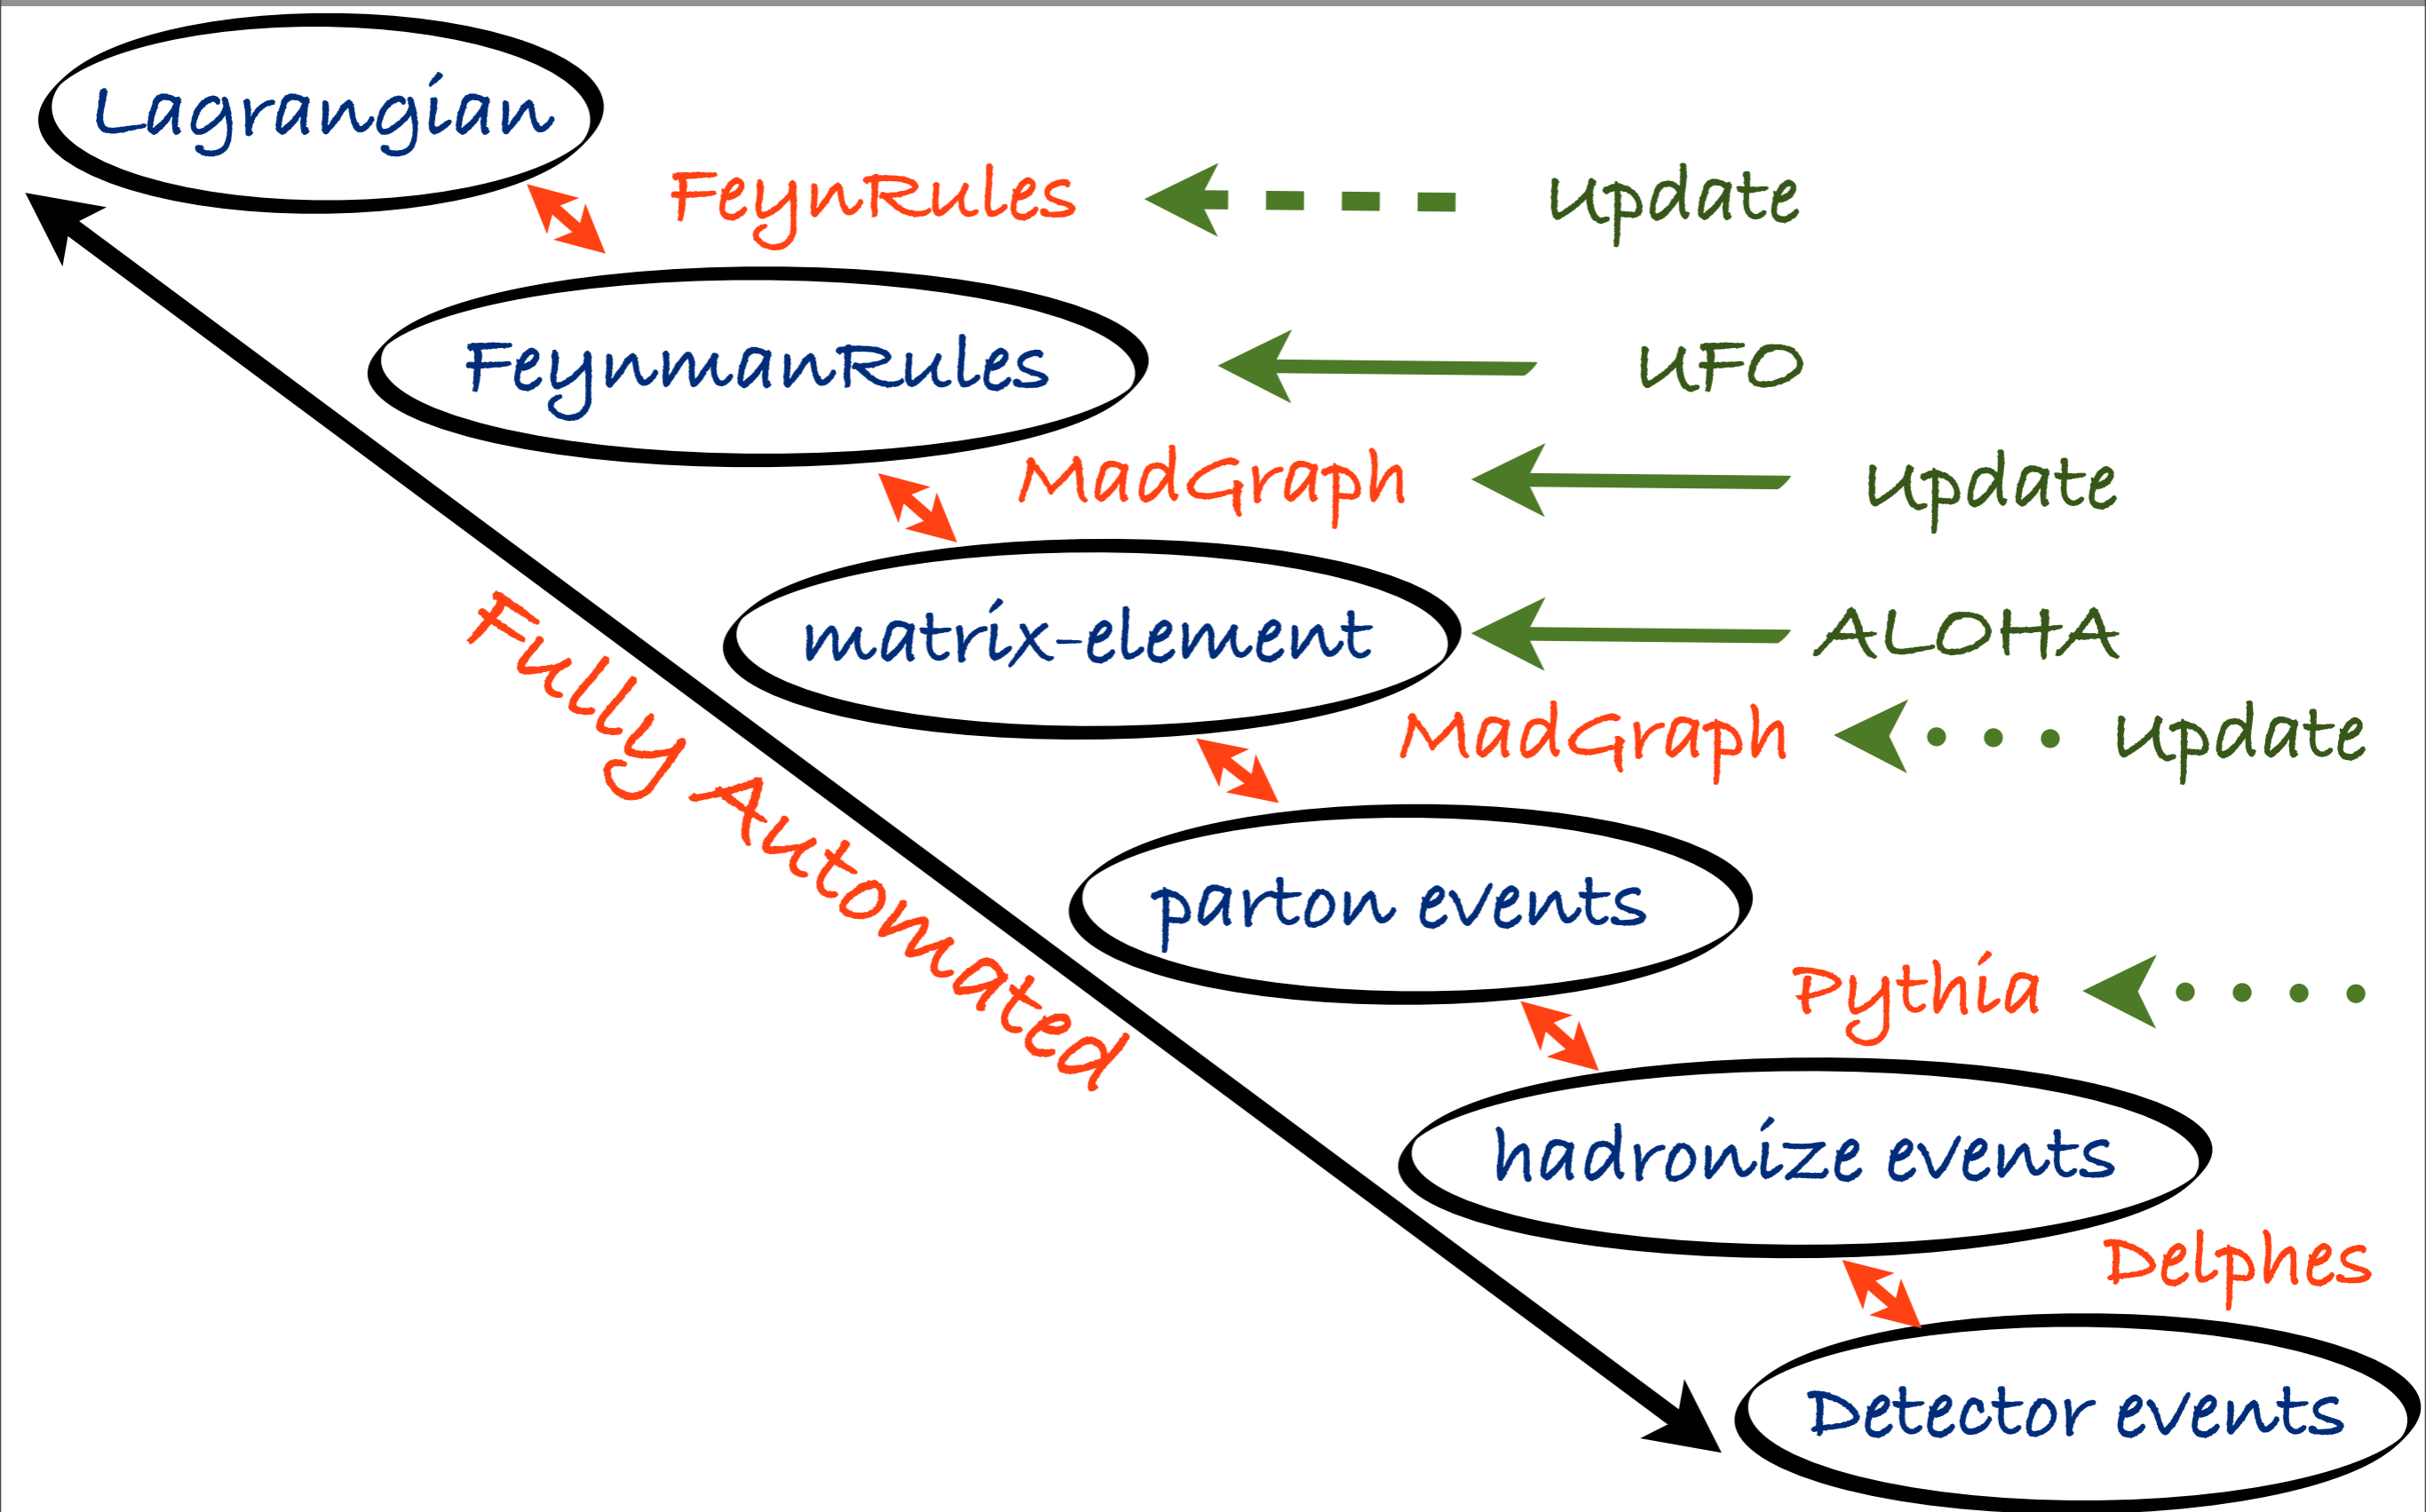 Lagrangian
FeynRules update
FeynmanRules UFO
MadGraph update
matrix-element ALOHA
MadGraph update
Fully Automated
parton events
Pythia
hadronize events
Delphes
Detector events